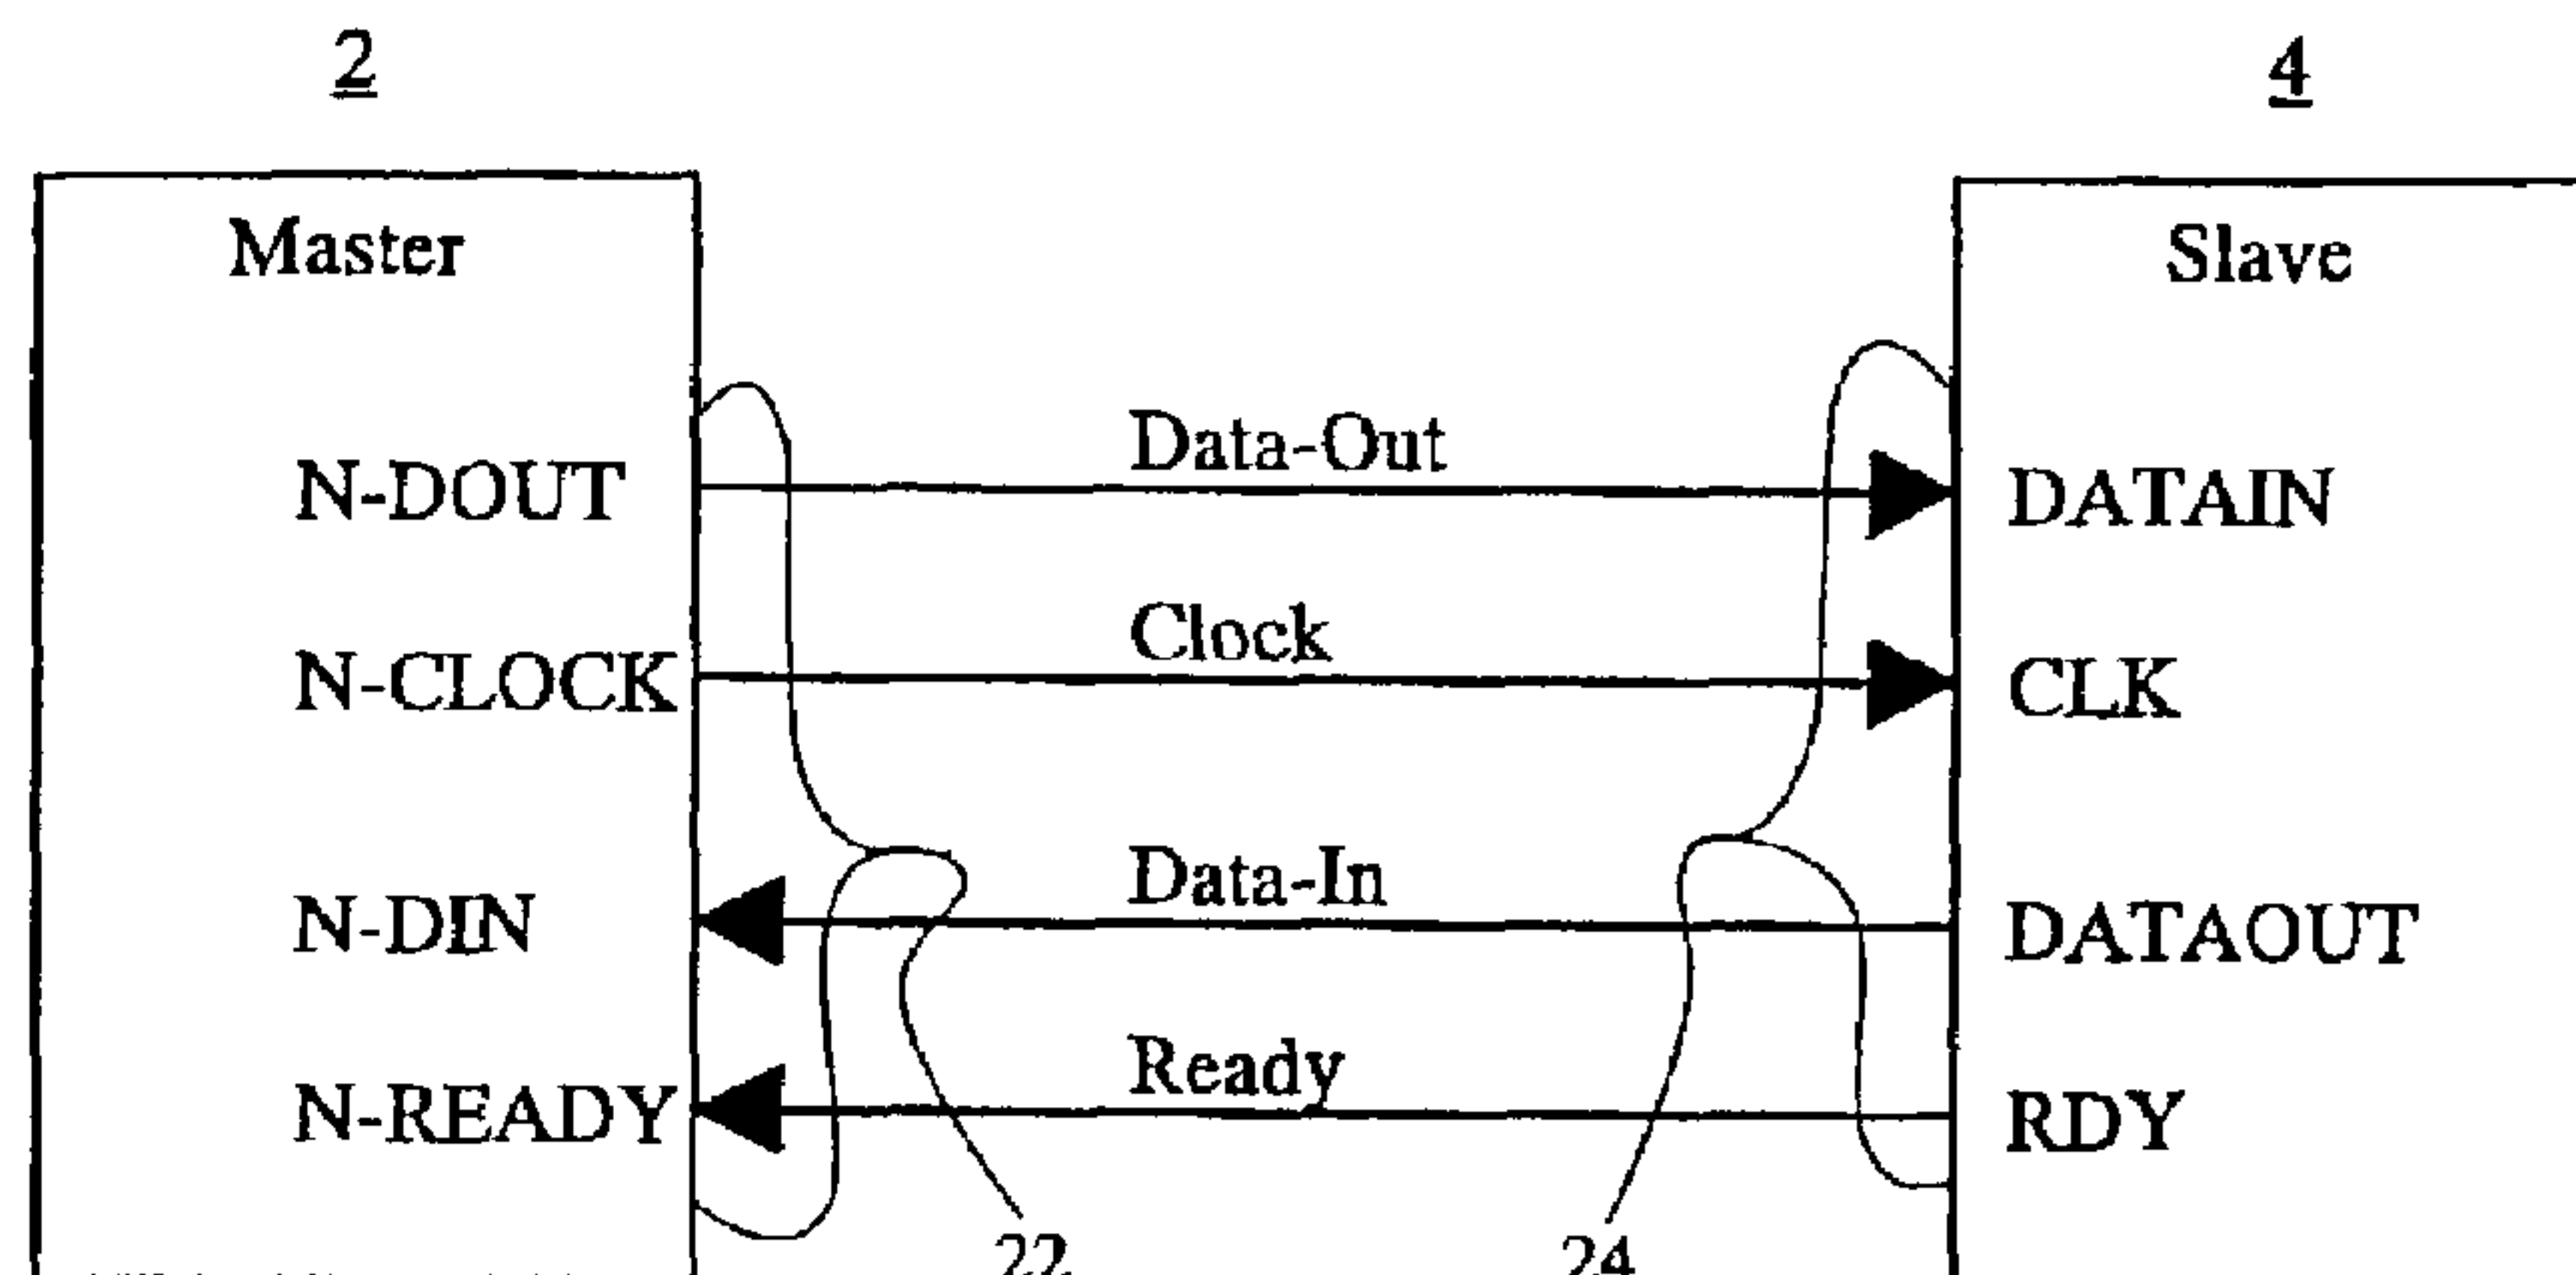 2
4
Master
Slave
Data-Out
N-DOUT
DATAIN
Clock
N-CLOCK
CLK
Data-In
N-DIN
DATAOUT
Ready
N-READY
RDY
22
24